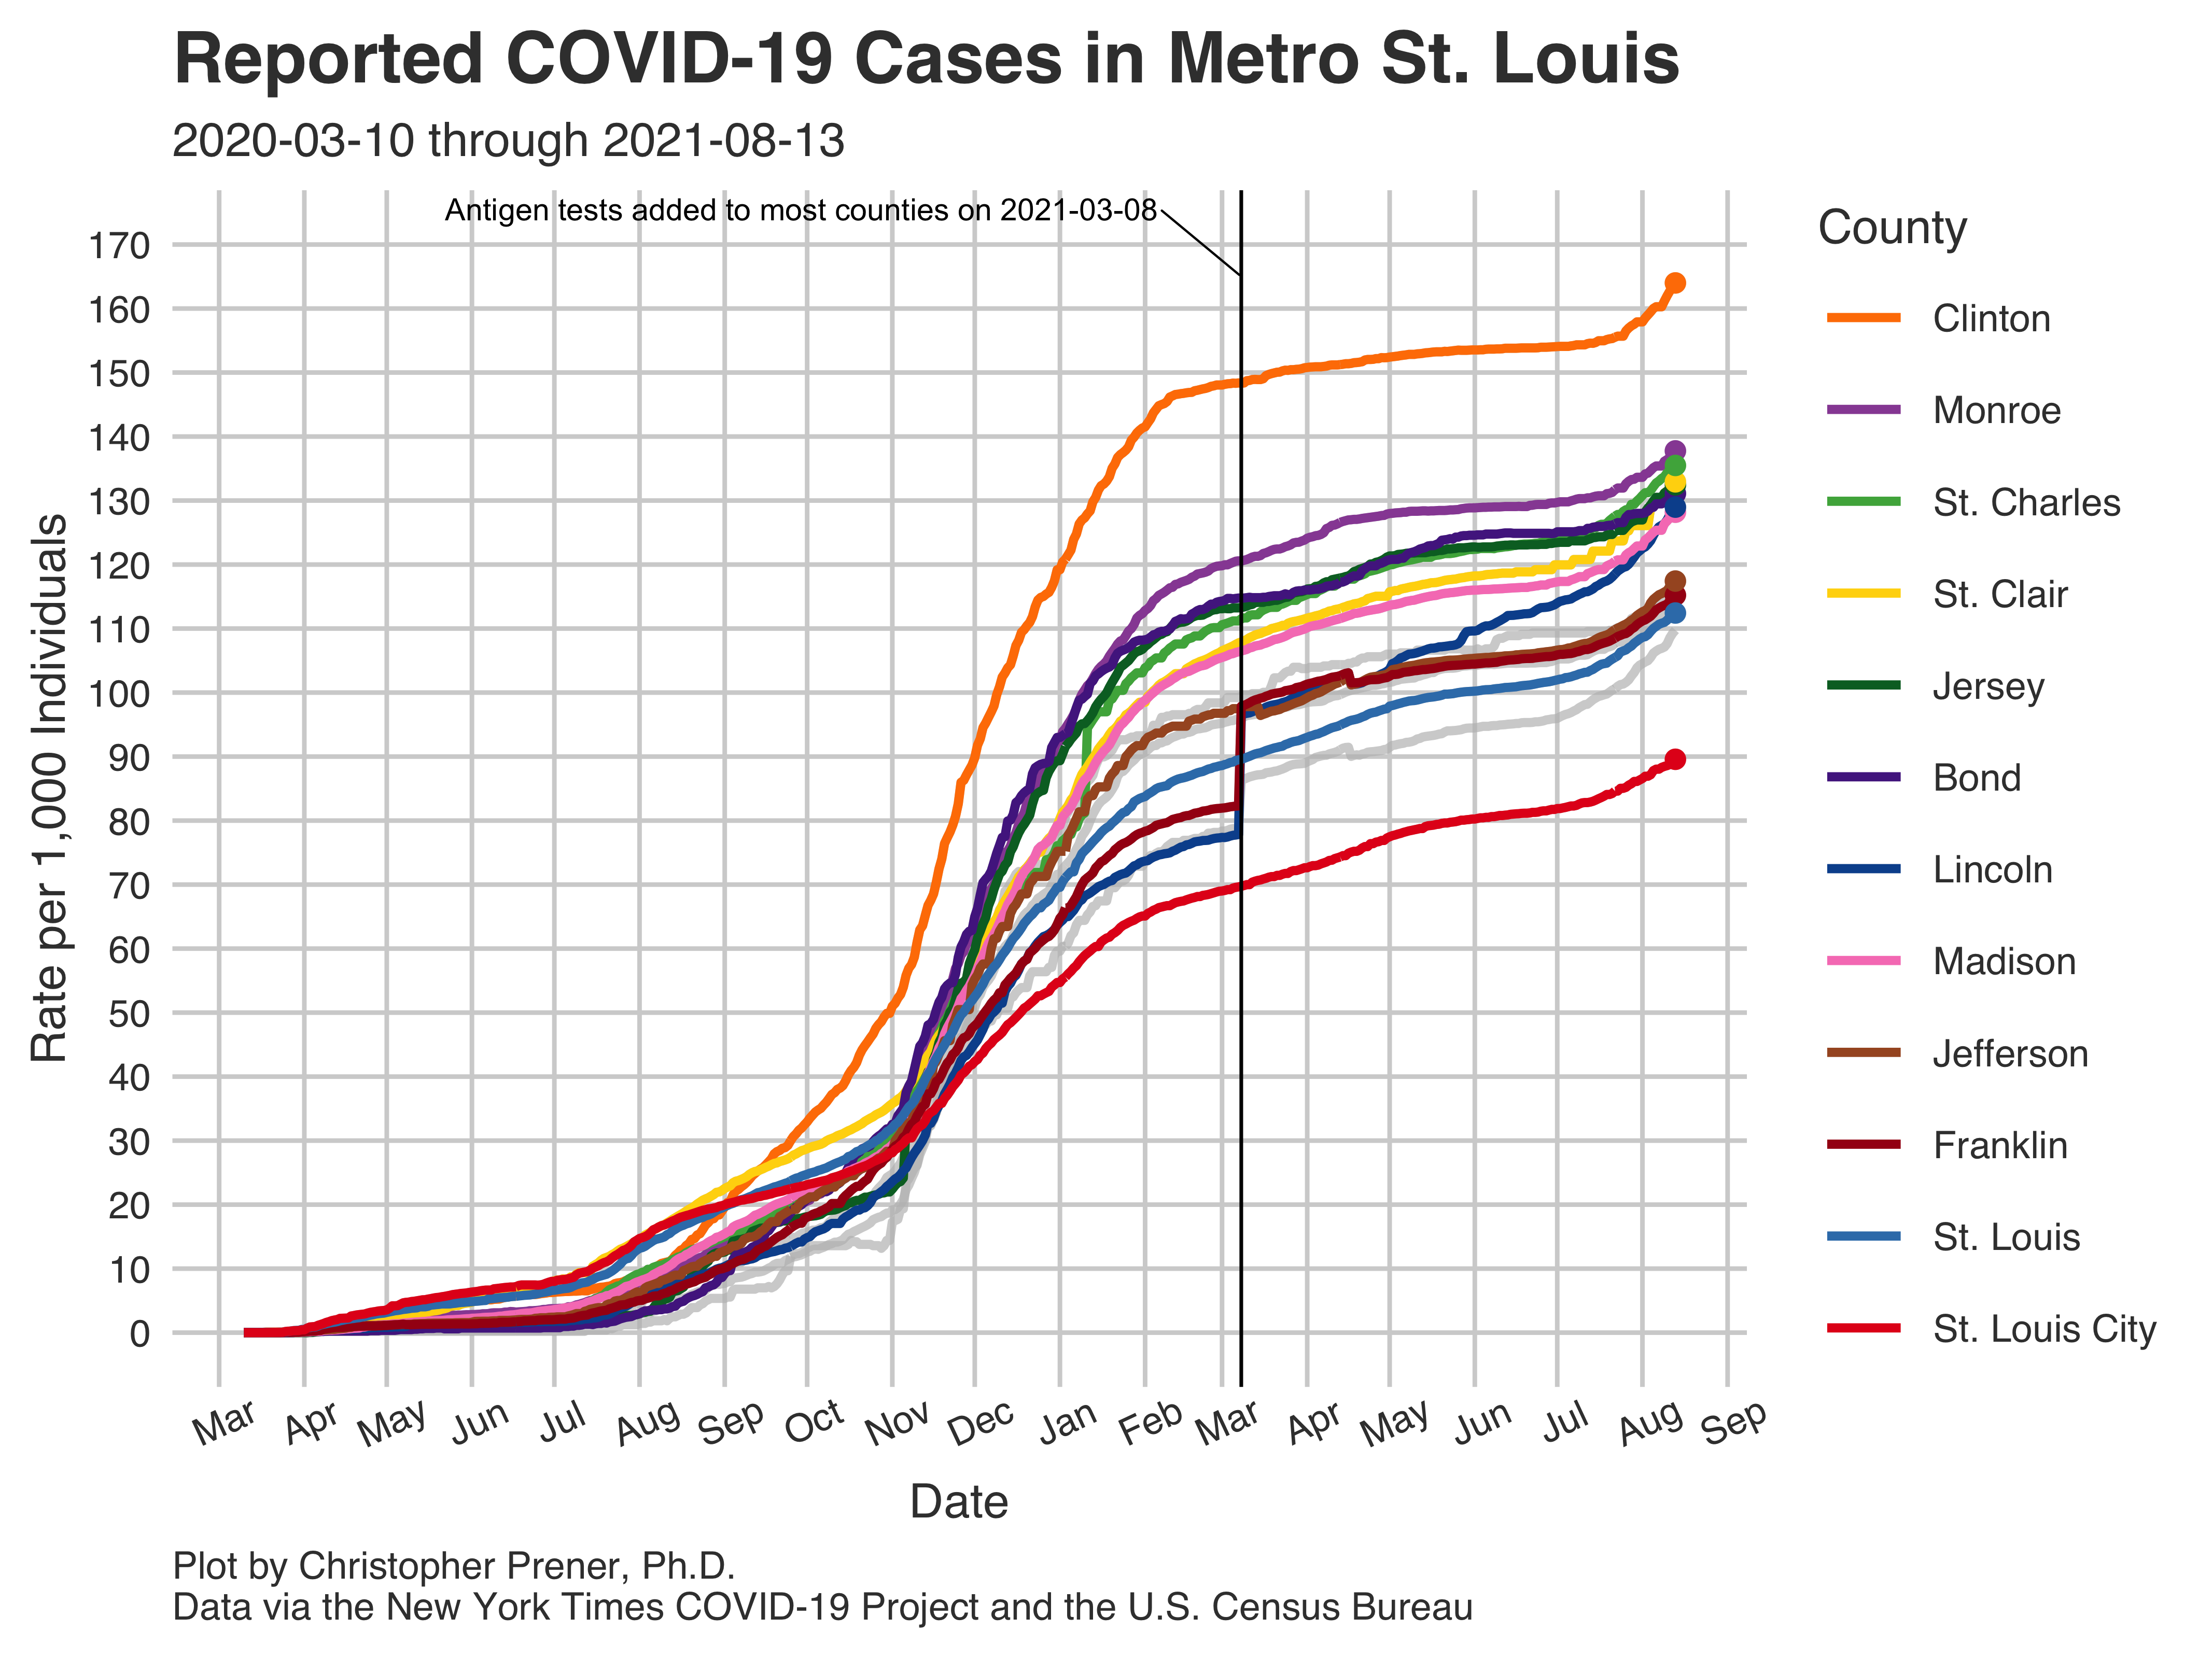 Reported COVID-19 Cases in Metro St. Louis
2020-03-10 through 2021-08-13
Antigen tests added to most counties on 2021-03-08
Rate per 1,000 Individuals
170
160
150
140
130
120
110
100
90
80
70
60
50
40
30
20
10
0
Mar Apr May Jun Jul Aug Sep Oct Nov Dec Jan Feb Mar Apr May Jun Jul Aug Sep
Date
County
Clinton
Monroe
St. Charles
St. Clair
Jersey
Bond
Lincoln
Madison
Jefferson
Franklin
St. Louis
St. Louis City
Plot by Christopher Prener, Ph.D.
Data via the New York Times COVID-19 Project and the U.S. Census Bureau